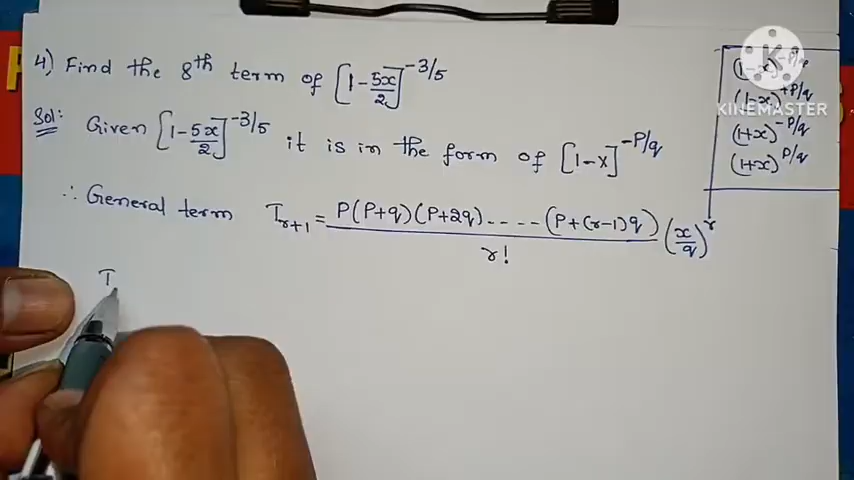 4) Find the 8th term of [1-5x/2]^-3/5
Sol: Given [1-5x/2]^-3/5 it is in the form of [1-x]^-P/q
∴ General term T_r+1 = P(P+q)(P+2q)-----(P+(r-1)q) / r! (x/q)^r
T
(1-x)^-P/q
(1-x)^+P/q
(1+x)^-P/q
(1+x)^P/q
KINEMASTER